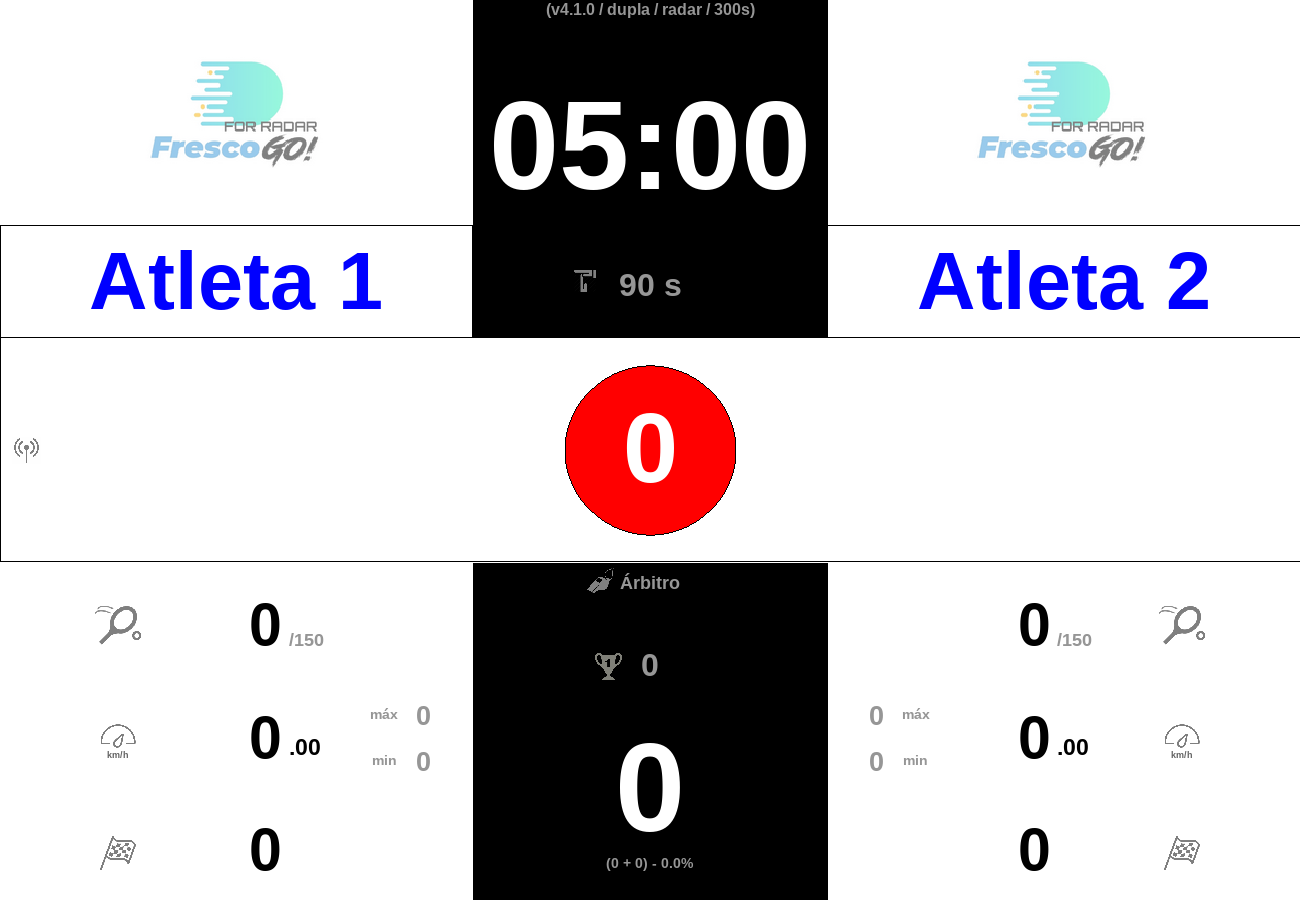 (v4.1.0 / dupla / radar / 300s)
FOR RADAR
FrescoGO!
05:00
FOR RADAR
FrescoGO!
Atleta 1
90 s
Atleta 2
0
Árbitro
0 /150
0 /150
0
0 .00
máx 0
min 0
km/h
0
0 máx
0 min
0 .00
km/h
0
0
(0 + 0) - 0.0%
1